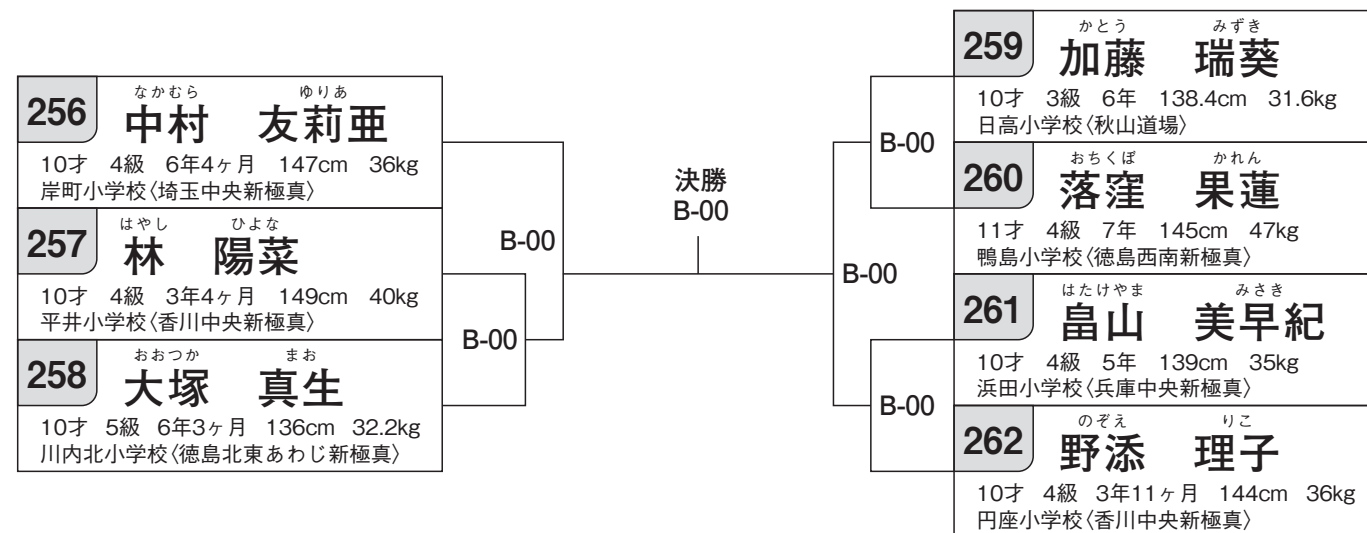 256
なかむら ゆりあ
中村 友莉亜
10才 4級 6年4ヶ月 147cm 36kg
岸町小学校〈埼玉中央新極真〉
257
はやし ひよな
林 陽菜
10才 4級 3年4ヶ月 149cm 40kg
平井小学校〈香川中央新極真〉
258
おおつか まお
大塚 真生
10才 5級 6年3ヶ月 136cm 32.2kg
川内北小学校〈徳島北東あわじ新極真〉
B-00
B-00
決勝
B-00
B-00
B-00
B-00
259
かとう みずき
加藤 瑞葵
10才 3級 6年 138.4cm 31.6kg
日高小学校〈秋山道場〉
260
おちくぼ かれん
落窪 果蓮
11才 4級 7年 145cm 47kg
鴨島小学校〈徳島西南新極真〉
261
はたけやま みさき
畠山 美早紀
10才 4級 5年 139cm 35kg
浜田小学校〈兵庫中央新極真〉
262
のぞえ りこ
野添 理子
10才 4級 3年11ヶ月 144cm 36kg
円座小学校〈香川中央新極真〉